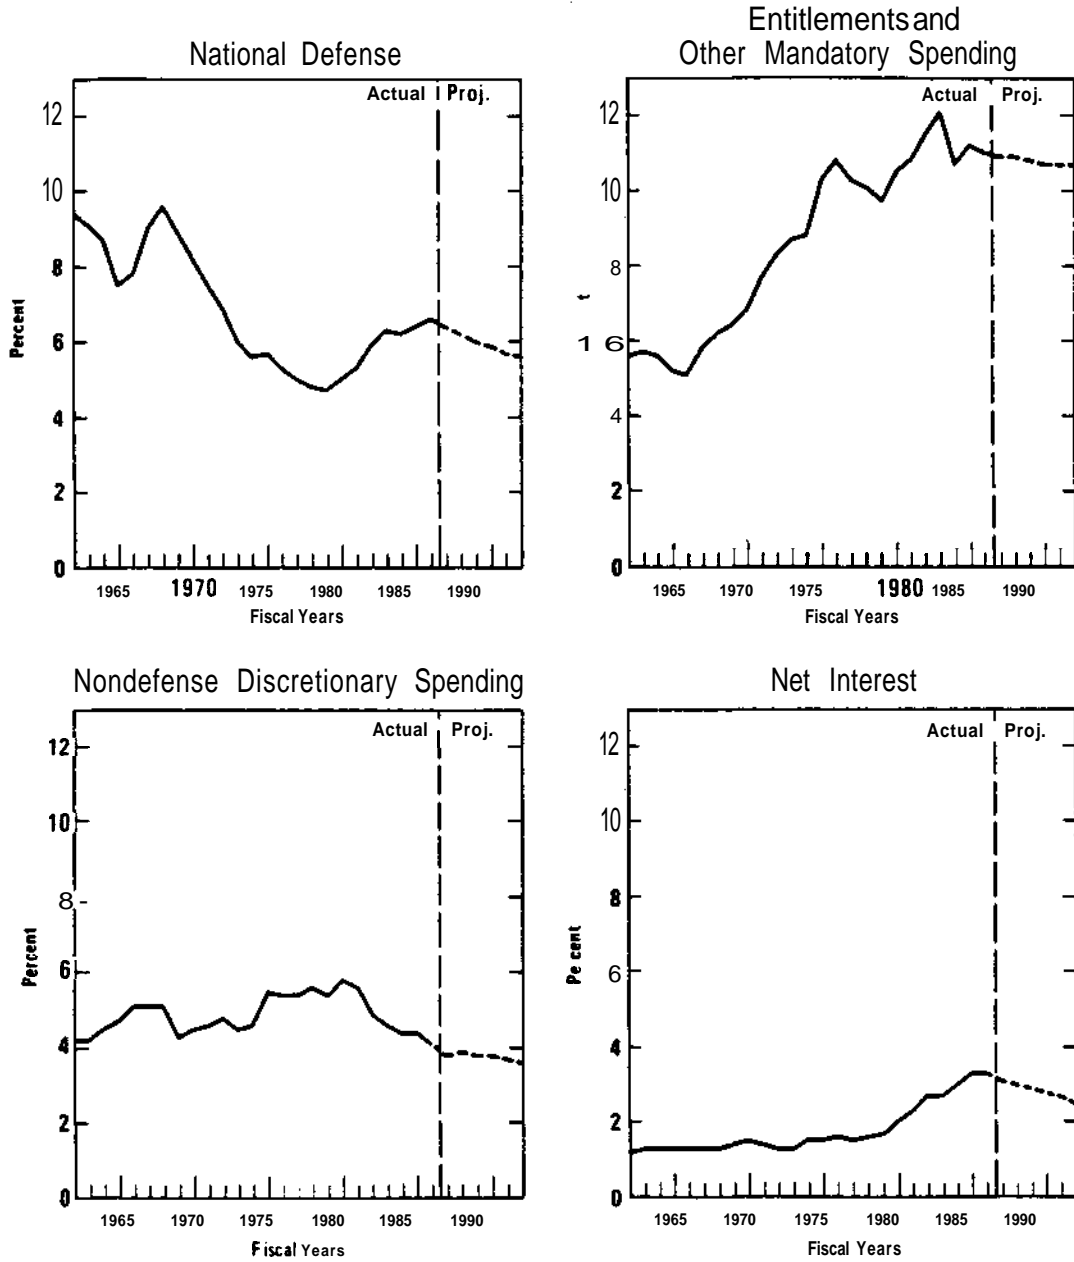 National Defense
Actual Proj.
12
10
8
6
4
2
0
Percent
1965 1970 1975 1980 1985 1990
Fiscal Years
Entitlements and
Other Mandatory Spending
Actual Proj.
12
10
8
t
1 6
4
2
0
1965 1970 1975 1980 1985 1990
Fiscal Years
Nondefense Discretionary Spending
Actual Proj.
12
10
8
6
4
2
0
Percent
1965 1970 1975 1980 1985 1990
Fiscal Years
Net Interest
Actual Proj.
12
10
8
6
4
2
0
Pe cent
1965 1970 1975 1980 1985 1990
Fiscal Years